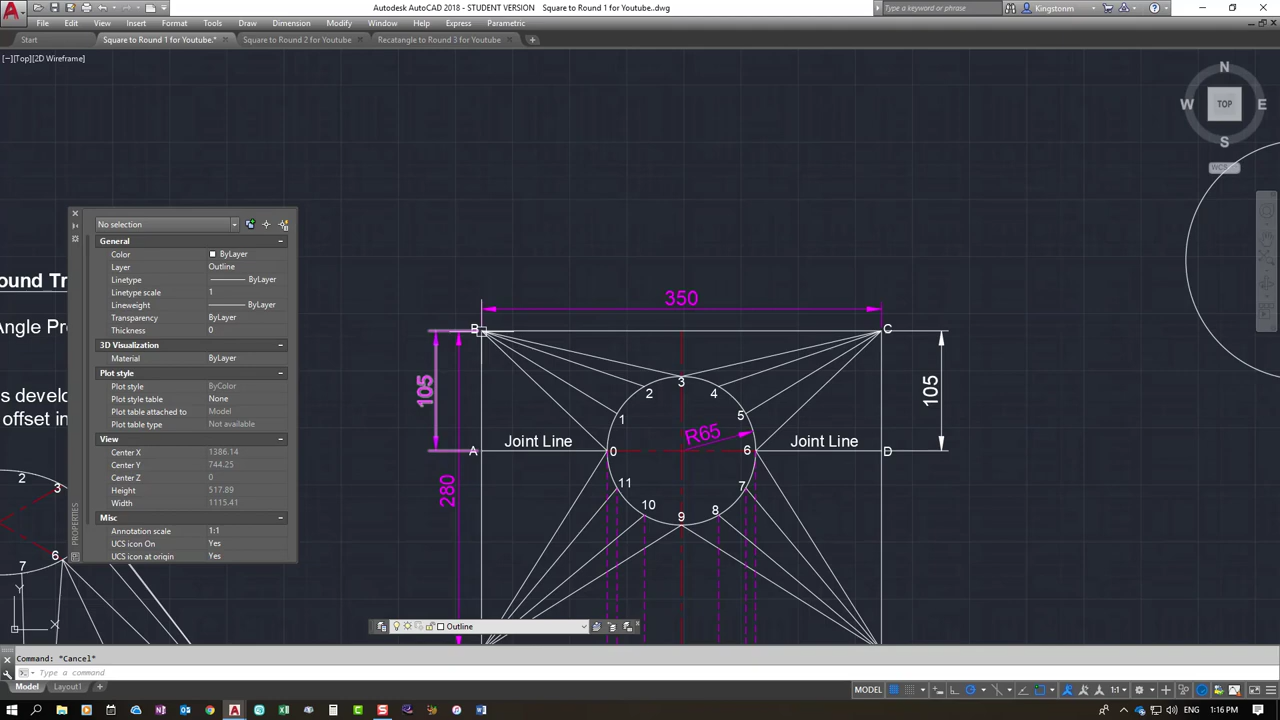 Autodesk AutoCAD 2018 - STUDENT VERSION Square to Round 1 for Youtube..dwg
Type a keyword or phrase
Kingstonm
File Edit View Insert Format Tools Draw Dimension Modify Window Help Express Parametric
Start Square to Round 1 for Youtube.* Square to Round 2 for Youtube Recatangle to Round 3 for Youtube
[−][Top][2D Wireframe]
N
W TOP E
S
WCS
No selection
General
Color ByLayer
Layer Outline
Linetype ByLayer
Linetype scale 1
Lineweight ByLayer
Transparency ByLayer
Thickness 0
3D Visualization
Material ByLayer
Plot style
Plot style ByColor
Plot style table None
Plot table attached to Model
Plot table type Not available
View
Center X 1386.14
Center Y 744.25
Center Z 0
Height 517.89
Width 1115.41
Misc
Annotation scale 1:1
UCS icon On Yes
UCS icon at origin Yes
PROPERTIES
ound Tr
Angle Pr
s develo
offset in
2
3
6
7
Y
X
350
B C
105 105
3
2 4
1 5
R65
Joint Line Joint Line
A 0 6 D
280
11 7
10 8
9
Outline
Command: *Cancel*
Type a command
Model Layout1
MODEL 1:1
ENG 1:16 PM